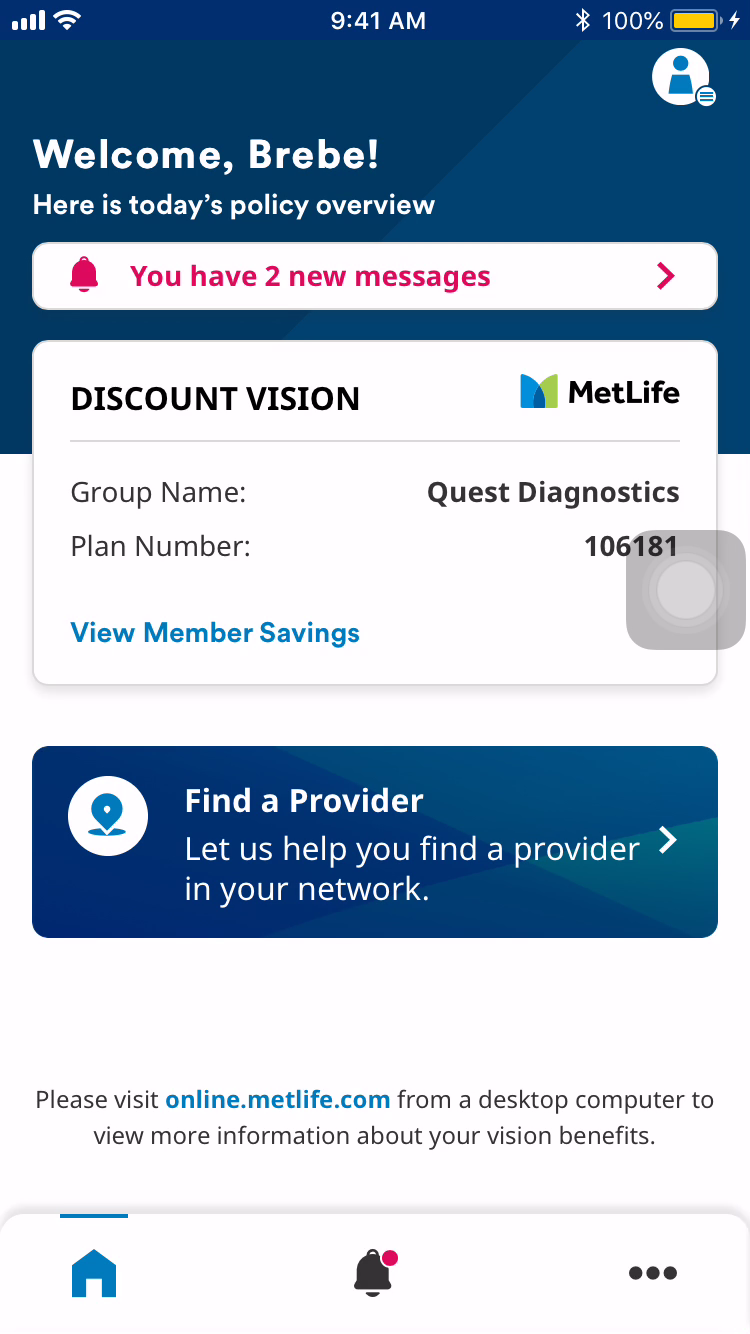 9:41 AM
100%
Welcome, Brebe!
Here is today's policy overview
You have 2 new messages
DISCOUNT VISION
MetLife
Group Name: Quest Diagnostics
Plan Number: 106181
View Member Savings
Find a Provider
Let us help you find a provider
in your network.
Please visit online.metlife.com from a desktop computer to
view more information about your vision benefits.